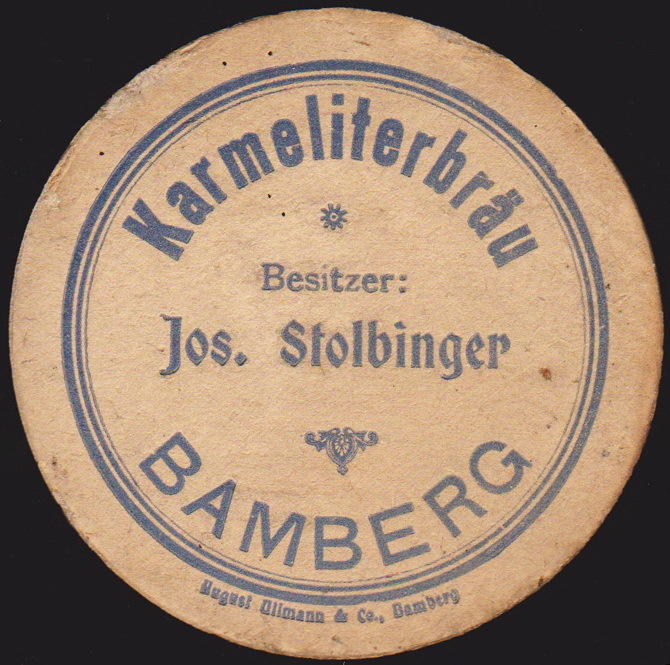 Karmeliterbräu
Besitzer:
Jos. Stolbinger
BAMBERG
August Ullmann & Co., Bamberg